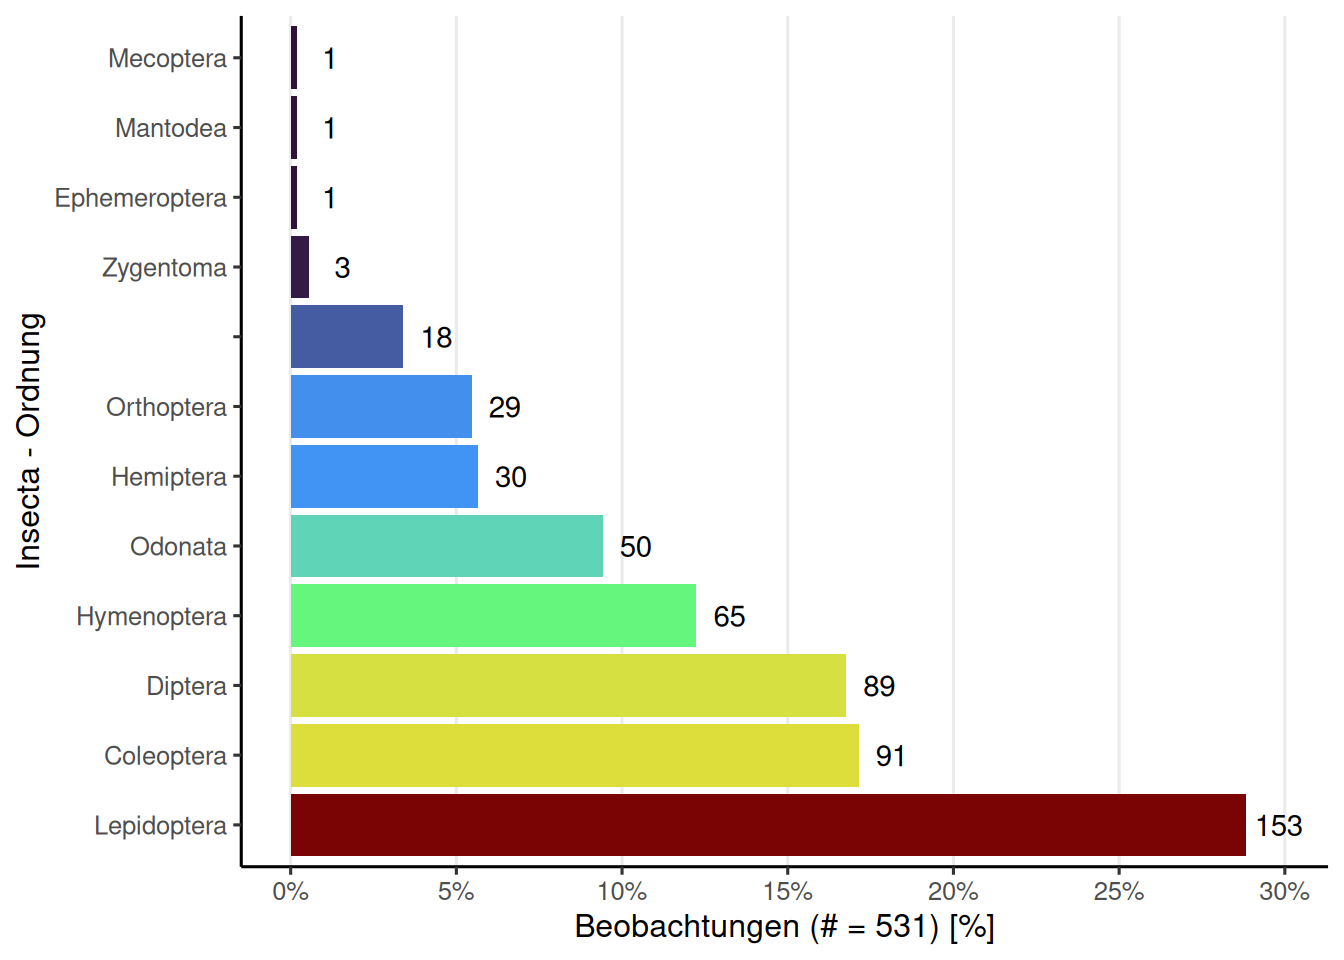 Insecta - Ordnung
Mecoptera 1
Mantodea 1
Ephemeroptera 1
Zygentoma 3
18
Orthoptera 29
Hemiptera 30
Odonata 50
Hymenoptera 65
Diptera 89
Coleoptera 91
Lepidoptera 153
0% 5% 10% 15% 20% 25% 30%
Beobachtungen (# = 531) [%]